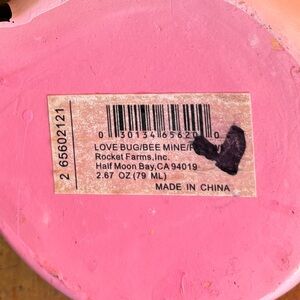 2 65602121
0 30134 65620 0
LOVE BUG/BEE MINE/
Rocket Farms, Inc.
Half Moon Bay, CA 94019
2.67 OZ (79 ML)
MADE IN CHINA